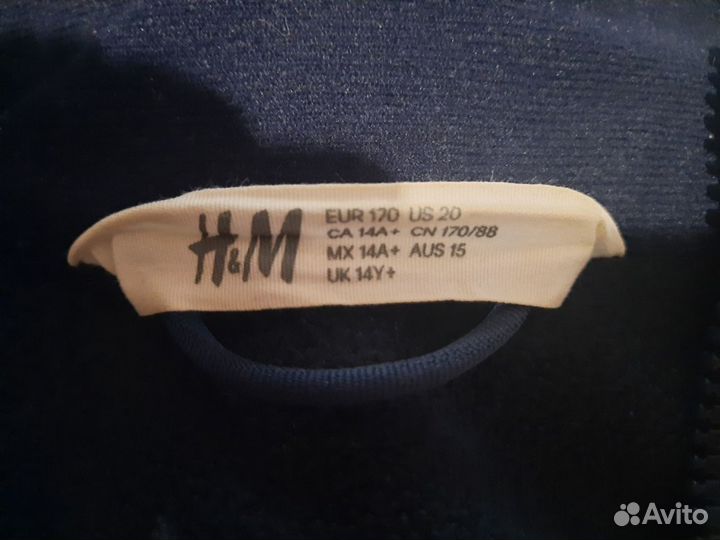 H&M
EUR 170 US 20
CA 14A+ CN 170/88
MX 14A+ AUS 15
UK 14Y+
Avito